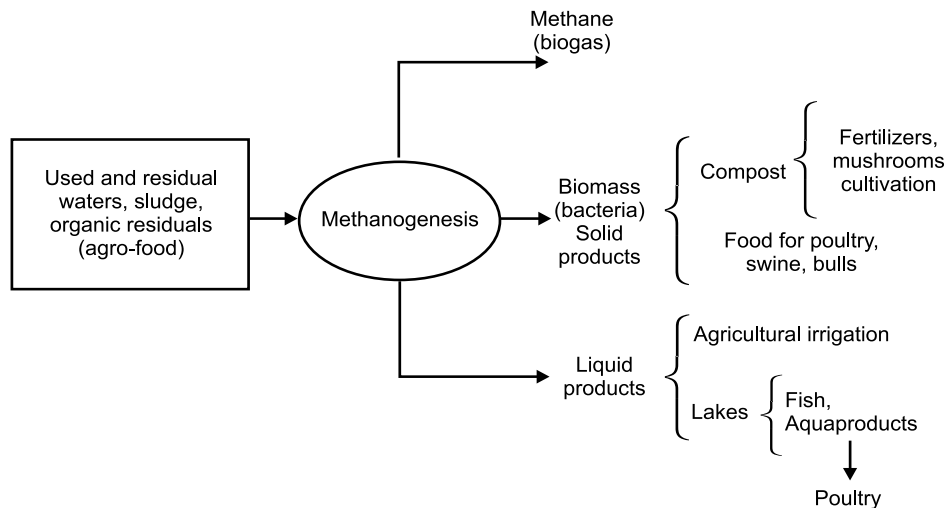 Methane
(biogas)
Used and residual
waters, sludge,
organic residuals
(agro-food)
Methanogenesis
Biomass
(bacteria)
Solid
products
Compost
Fertilizers,
mushrooms
cultivation
Food for poultry,
swine, bulls
Liquid
products
Agricultural irrigation
Lakes
Fish,
Aquaproducts
Poultry